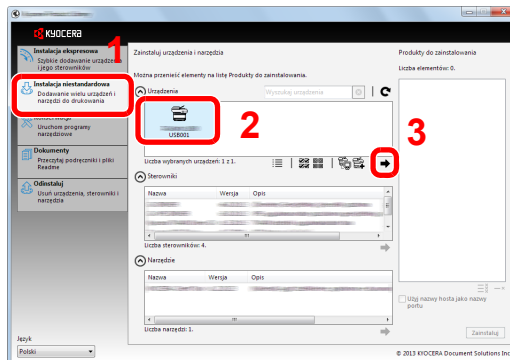 KYOCERA
Instalacja ekspresowa
Szybkie dodawanie urządzenia
i jego sterowników
1
Instalacja niestandardowa
Dodawanie wielu urządzeń i
narzędzi do drukowania
Uruchom programy
narzędziowe
Dokumenty
Przeczytaj podręczniki i pliki
Readme
Odinstaluj
Usuń urządzenia, sterowniki i
narzędzia
Język
Polski
Zainstaluj urządzenia i narzędzia
Można przenieść elementy na listę Produkty do zainstalowania.
Urządzenia
Wyszukaj urządzenia
USB001
2
3
Liczba wybranych urządzeń: 1 z 1.
Sterowniki
Nazwa Wersja Opis
Liczba sterowników: 4.
Narzędzie
Nazwa Wersja Opis
Liczba narzędzi: 1.
Produkty do zainstalowania
Liczba elementów: 0.
Użyj nazwy hosta jako nazwy
portu
Zainstaluj
© 2013 KYOCERA Document Solutions Inc.